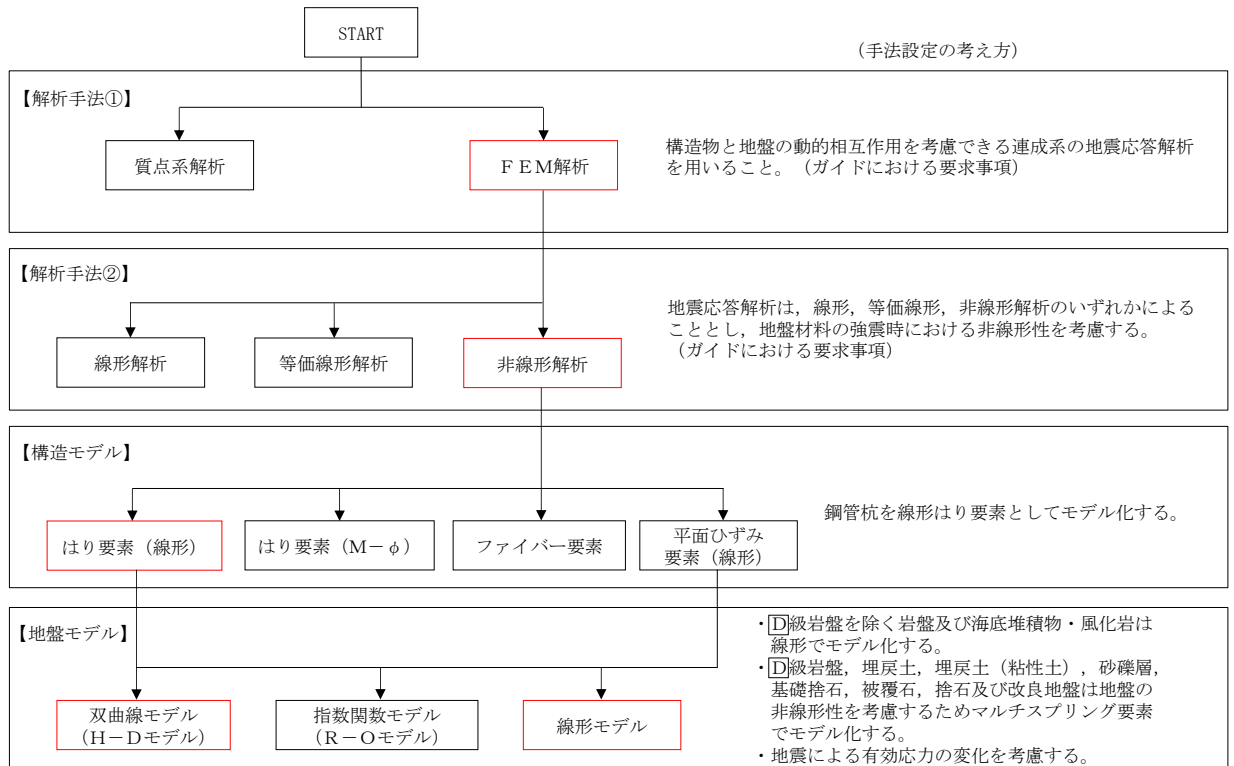 START
(手法設定の考え方)
【解析手法①】
質点系解析
FEM解析
構造物と地盤の動的相互作用を考慮できる連成系の地震応答解析
を用いること。(ガイドにおける要求事項)
【解析手法②】
線形解析
等価線形解析
非線形解析
地震応答解析は,線形,等価線形,非線形解析のいずれかによる
こととし,地盤材料の強震時における非線形性を考慮する。
(ガイドにおける要求事項)
【構造モデル】
はり要素(線形)
はり要素(M-φ)
ファイバー要素
平面ひずみ
要素(線形)
鋼管杭を線形はり要素としてモデル化する。
【地盤モデル】
双曲線モデル
(H-Dモデル)
指数関数モデル
(R-Oモデル)
線形モデル
・D級岩盤を除く岩盤及び海底堆積物・風化岩は
線形でモデル化する。
・D級岩盤,埋戻土,埋戻土(粘性土),砂礫層,
基礎捨石,被覆石,捨石及び改良地盤は地盤の
非線形性を考慮するためマルチスプリング要素
でモデル化する。
・地震による有効応力の変化を考慮する。